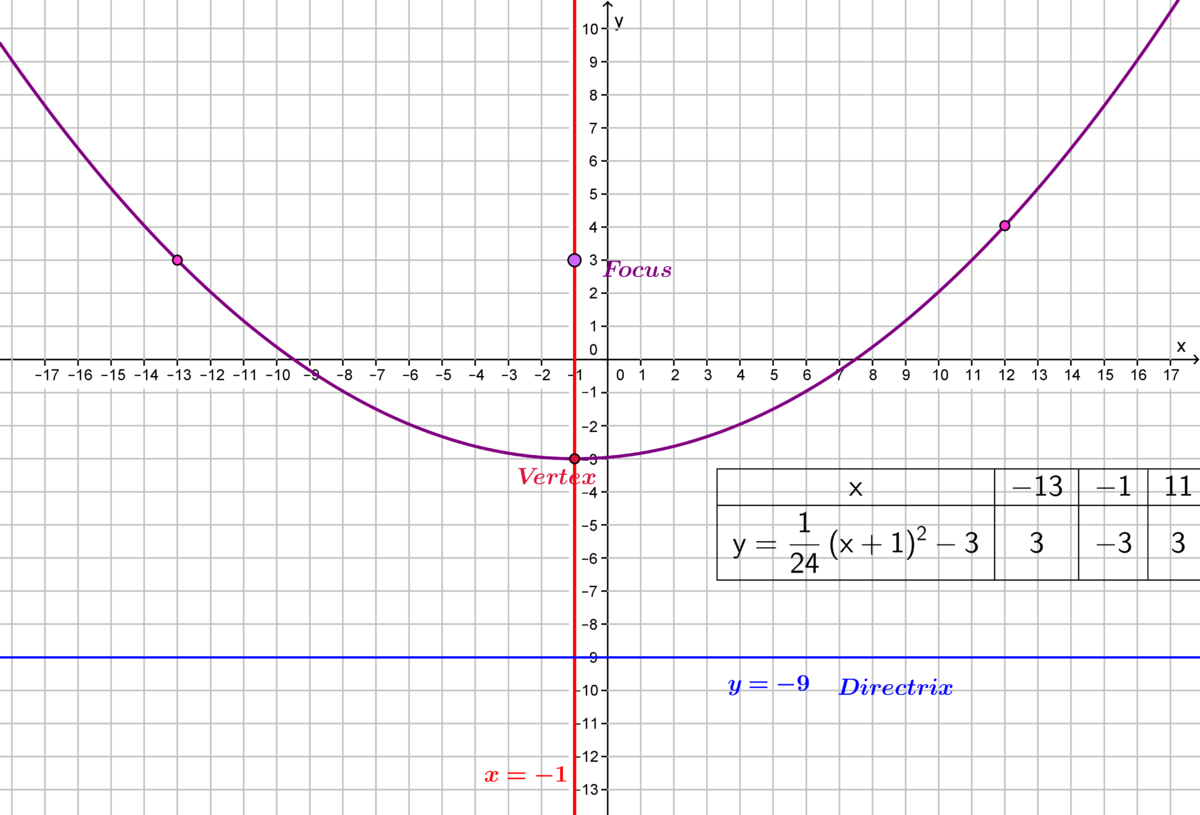 y
10
9
8
7
6
5
4
3
Focus
2
1
0
x
−17 −16 −15 −14 −13 −12 −11 −10 −9 −8 −7 −6 −5 −4 −3 −2 −1 0 1 2 3 4 5 6 7 8 9 10 11 12 13 14 15 16 17
−1
−2
−3
Vertex
−4
x −13 −1 11
−5
y = 1/24 (x + 1)² − 3 3 −3 3
−6
−7
−8
−9
y = −9 Directrix
−10
−11
−12
x = −1
−13